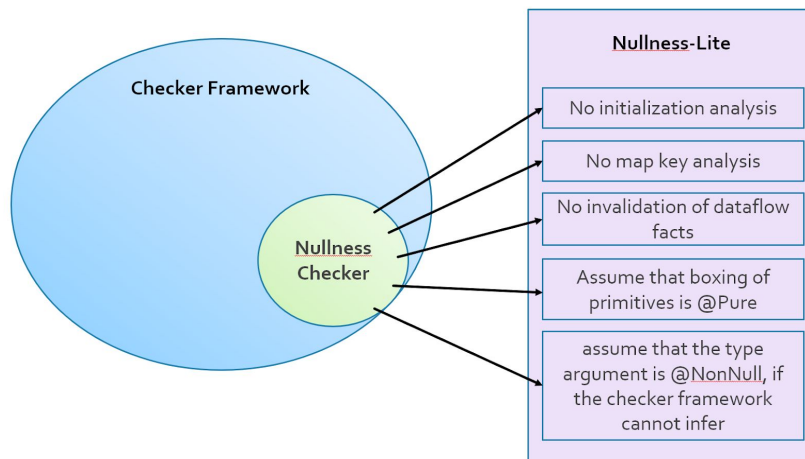 Checker Framework
Nullness
Checker
Nullness-Lite
No initialization analysis
No map key analysis
No invalidation of dataflow
facts
Assume that boxing of
primitives is @Pure
assume that the type
argument is @NonNull, if
the checker framework
cannot infer